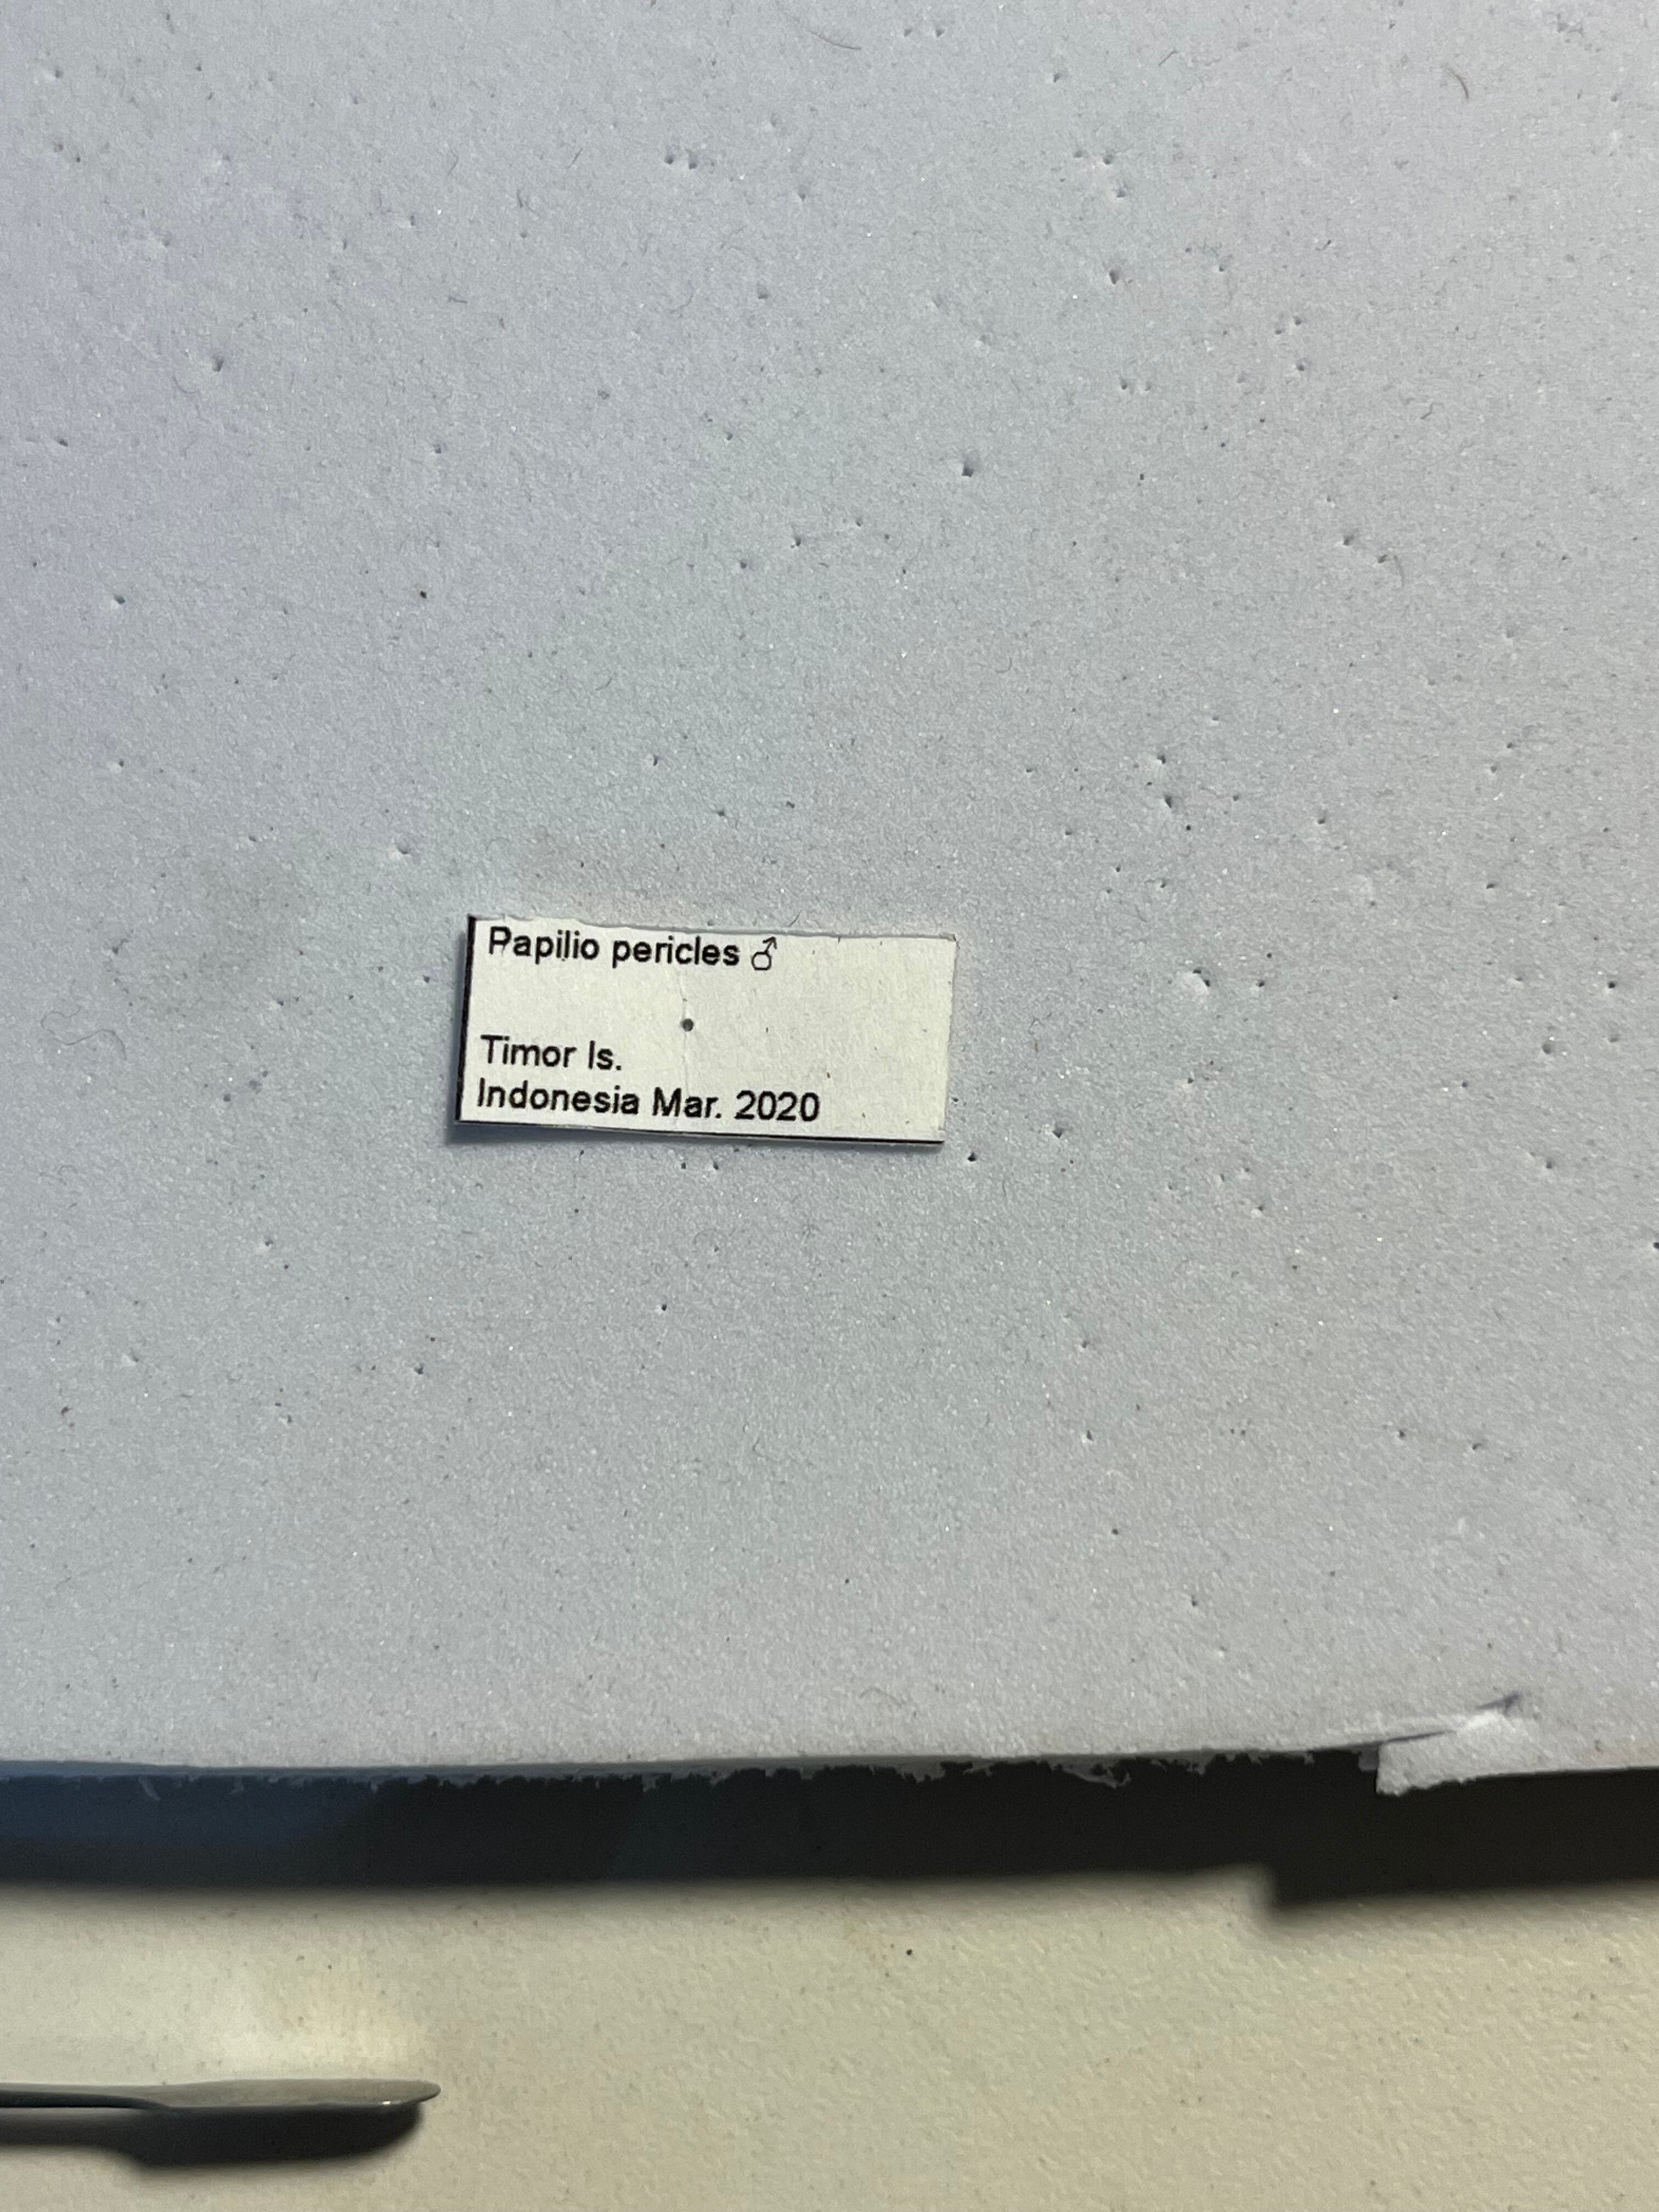 Papilio pericles ♂
Timor Is.
Indonesia Mar. 2020